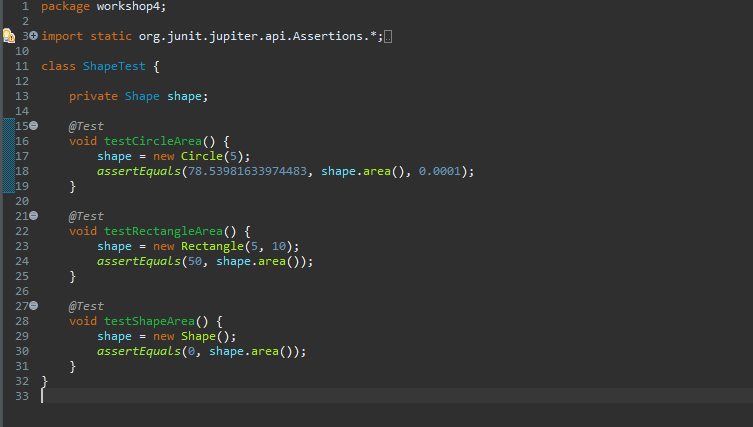 1 package workshop4;
2
3 import static org.junit.jupiter.api.Assertions.*;
10
11 class ShapeTest {
12
13     private Shape shape;
14
15     @Test
16     void testCircleArea() {
17         shape = new Circle(5);
18         assertEquals(78.53981633974483, shape.area(), 0.0001);
19     }
20
21     @Test
22     void testRectangleArea() {
23         shape = new Rectangle(5, 10);
24         assertEquals(50, shape.area());
25     }
26
27     @Test
28     void testShapeArea() {
29         shape = new Shape();
30         assertEquals(0, shape.area());
31     }
32 }
33